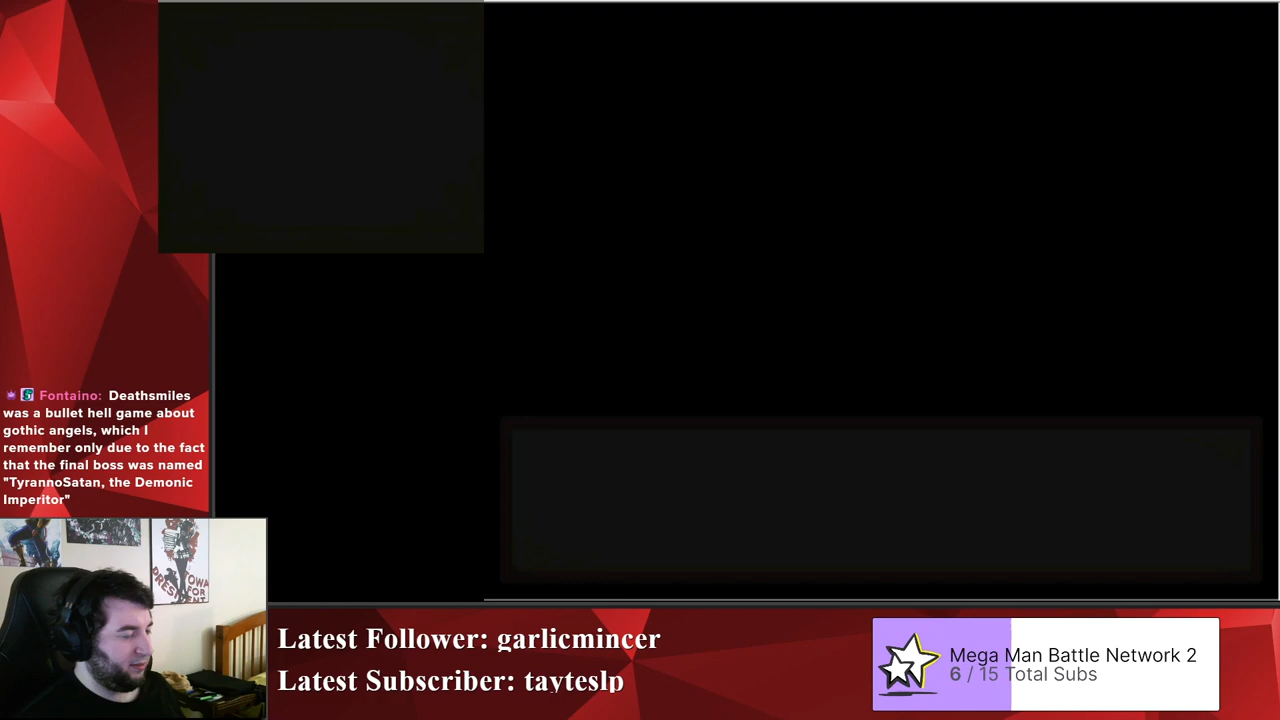 Fontaino: Deathsmiles
was a bullet hell game about
gothic angels, which I
remember only due to the fact
that the final boss was named
"TyrannoSatan, the Demonic
Imperitor"
Latest Follower: garlicmincer
Latest Subscriber: tayteslp
Mega Man Battle Network 2
6 / 15 Total Subs